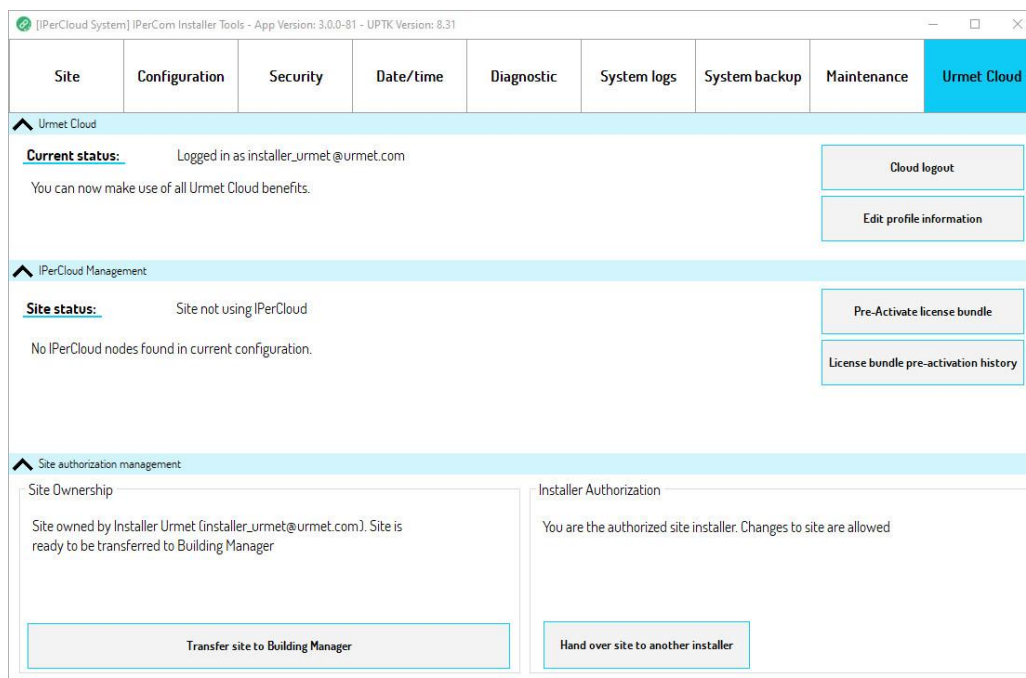 [IPerCloud System] IPerCom Installer Tools - App Version: 3.0.0-81 - UPTK Version: 8.31
Site Configuration Security Date/time Diagnostic System logs System backup Maintenance Urmet Cloud
Urmet Cloud
Current status: Logged in as installer_urmet@urmet.com
Cloud logout
You can now make use of all Urmet Cloud benefits.
Edit profile information
IPerCloud Management
Site status: Site not using IPerCloud
Pre-Activate license bundle
No IPerCloud nodes found in current configuration.
License bundle pre-activation history
Site authorization management
Site Ownership
Site owned by Installer Urmet (installer_urmet@urmet.com). Site is
ready to be transferred to Building Manager
Transfer site to Building Manager
Installer Authorization
You are the authorized site installer. Changes to site are allowed
Hand over site to another installer